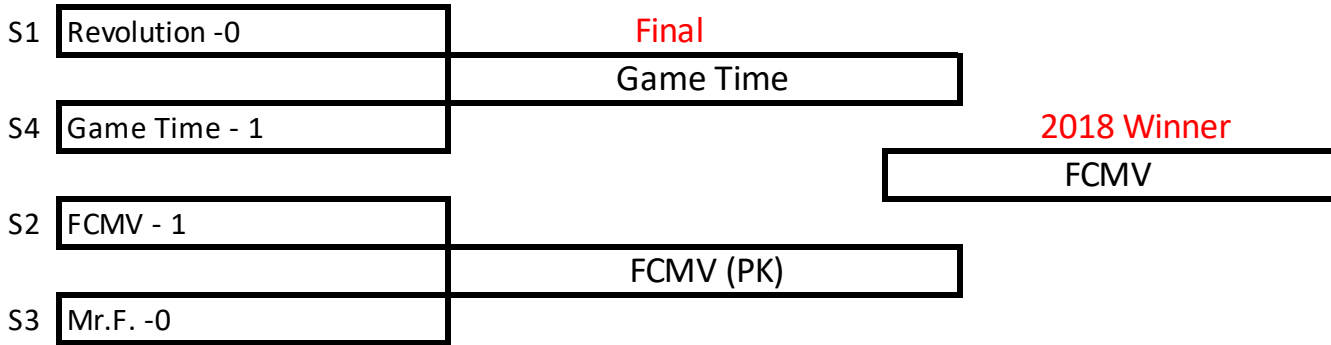 S1 Revolution -0 Final
Game Time
S4 Game Time - 1 2018 Winner
FCMV
S2 FCMV - 1
FCMV (PK)
S3 Mr.F. -0